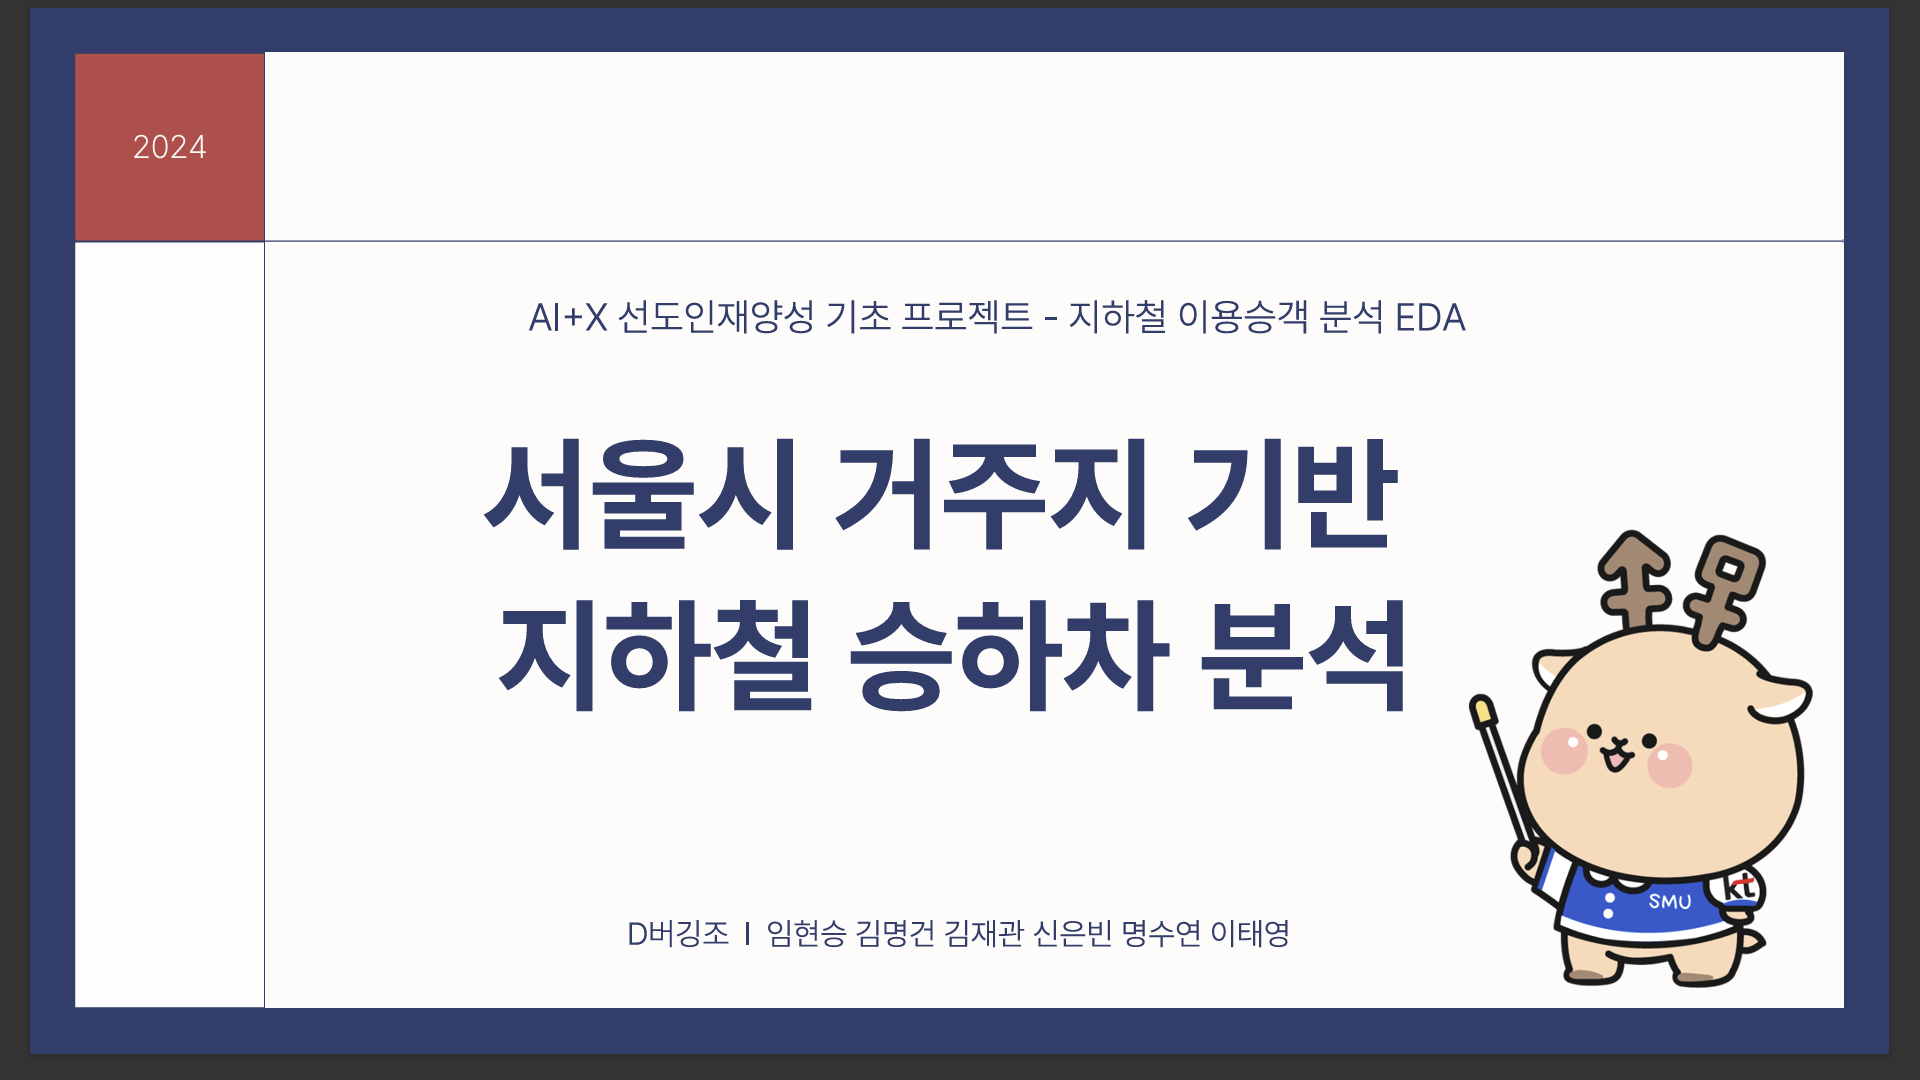 2024
AI+X 선도인재양성 기초 프로젝트 - 지하철 이용승객 분석 EDA
서울시 거주지 기반
지하철 승하차 분석
kt
SMU
D버깅조 I 임현승 김명건 김재관 신은빈 명수연 이태영